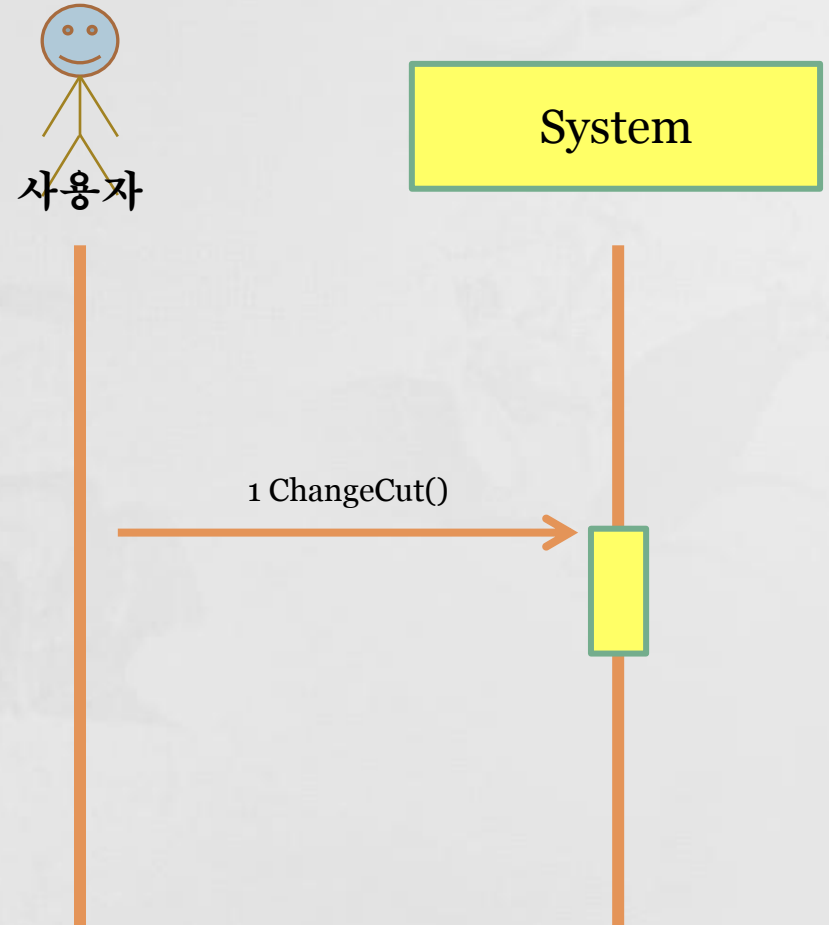 사용자
System
1 ChangeCut()